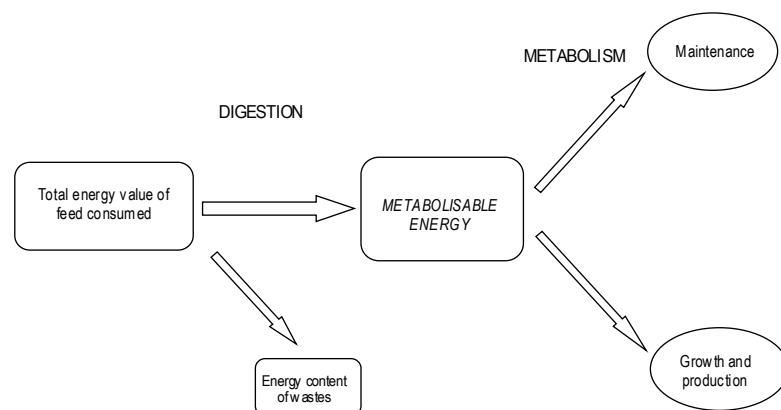 METABOLISM
Maintenance
DIGESTION
Total energy value of
feed consumed
METABOLISABLE
ENERGY
Energy content
of wastes
Growth and
production